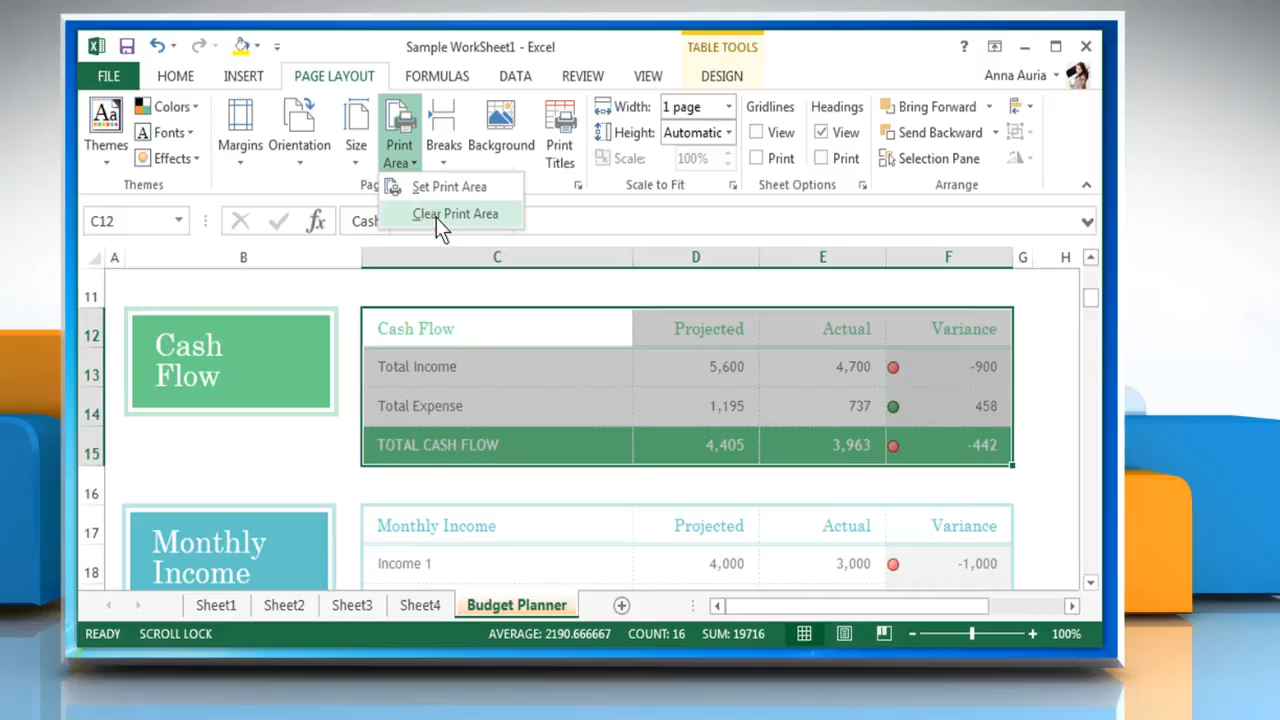 Sample WorkSheet1 - Excel
TABLE TOOLS
?
FILE HOME INSERT PAGE LAYOUT FORMULAS DATA REVIEW VIEW DESIGN
Anna Auria
Themes
Aa
Colors
Fonts
Effects
Themes
Margins
Orientation
Size
Print Area
Breaks
Background
Print Titles
Width: 1 page
Height: Automatic
Scale: 100%
Scale to Fit
Gridlines
View
Print
Headings
View
Print
Sheet Options
Bring Forward
Send Backward
Selection Pane
Arrange
Set Print Area
Clear Print Area
C12
fx
A B C D E F G H
11
12 Cash Flow Projected Actual Variance
13 Total Income 5,600 4,700 -900
14 Total Expense 1,195 737 458
15 TOTAL CASH FLOW 4,405 3,963 -442
Cash
Flow
16
17 Monthly Income Projected Actual Variance
18 Income 1 4,000 3,000 -1,000
Monthly
Income
Sheet1 Sheet2 Sheet3 Sheet4 Budget Planner
READY SCROLL LOCK AVERAGE: 2190.666667 COUNT: 16 SUM: 19716 100%